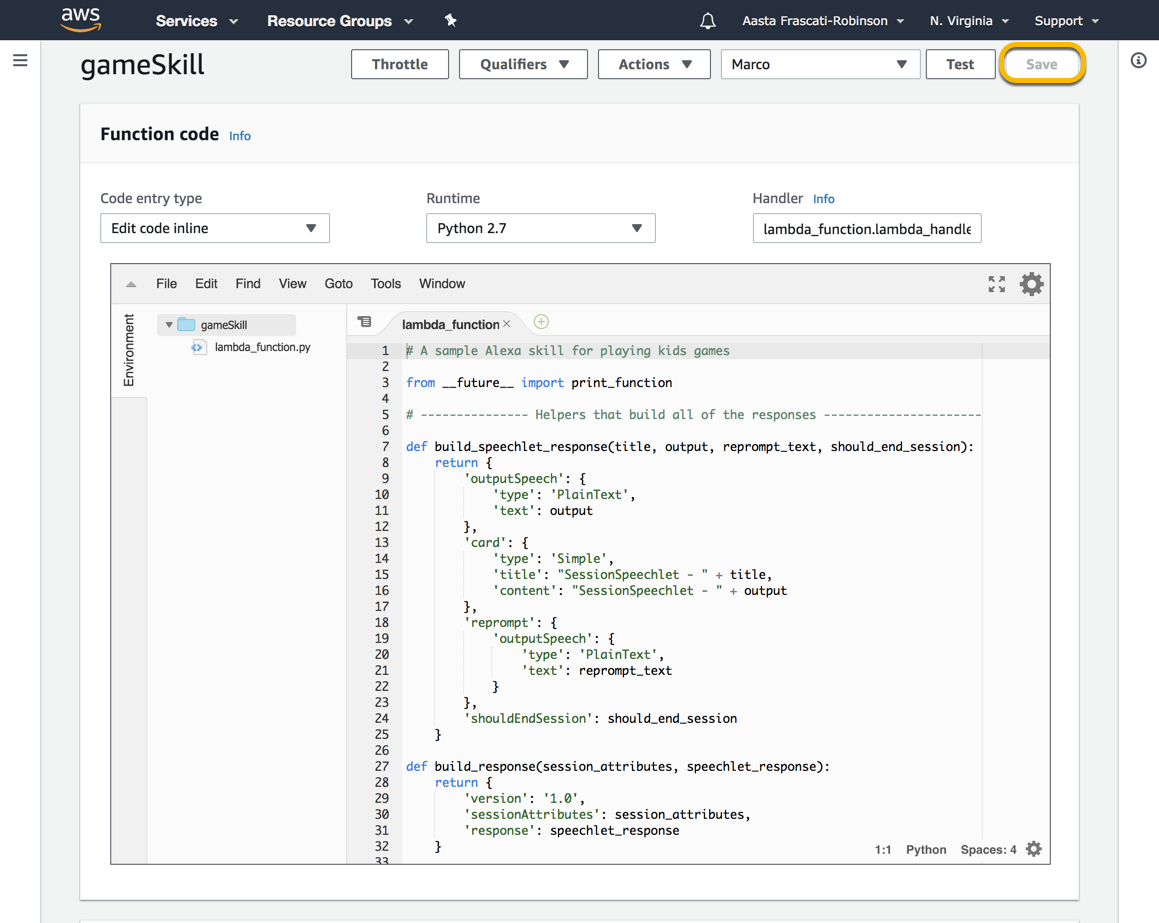 aws Services Resource Groups Aasta Frascati-Robinson N. Virginia Support
gameSkill Throttle Qualifiers Actions Marco Test Save
Function code Info
Code entry type Runtime Handler Info
Edit code inline Python 2.7 lambda_function.lambda_handle
File Edit Find View Goto Tools Window
Environment
gameSkill
lambda_function.py
lambda_function
1 # A sample Alexa skill for playing kids games
2
3 from __future__ import print_function
4
5 # --------------- Helpers that build all of the responses ----------------------
6
7 def build_speechlet_response(title, output, reprompt_text, should_end_session):
8     return {
9         'outputSpeech': {
10             'type': 'PlainText',
11             'text': output
12         },
13         'card': {
14             'type': 'Simple',
15             'title': "SessionSpeechlet - " + title,
16             'content': "SessionSpeechlet - " + output
17         },
18         'reprompt': {
19             'outputSpeech': {
20                 'type': 'PlainText',
21                 'text': reprompt_text
22             }
23         },
24         'shouldEndSession': should_end_session
25     }
26
27 def build_response(session_attributes, speechlet_response):
28     return {
29         'version': '1.0',
30         'sessionAttributes': session_attributes,
31         'response': speechlet_response
32     }
33
1:1 Python Spaces: 4